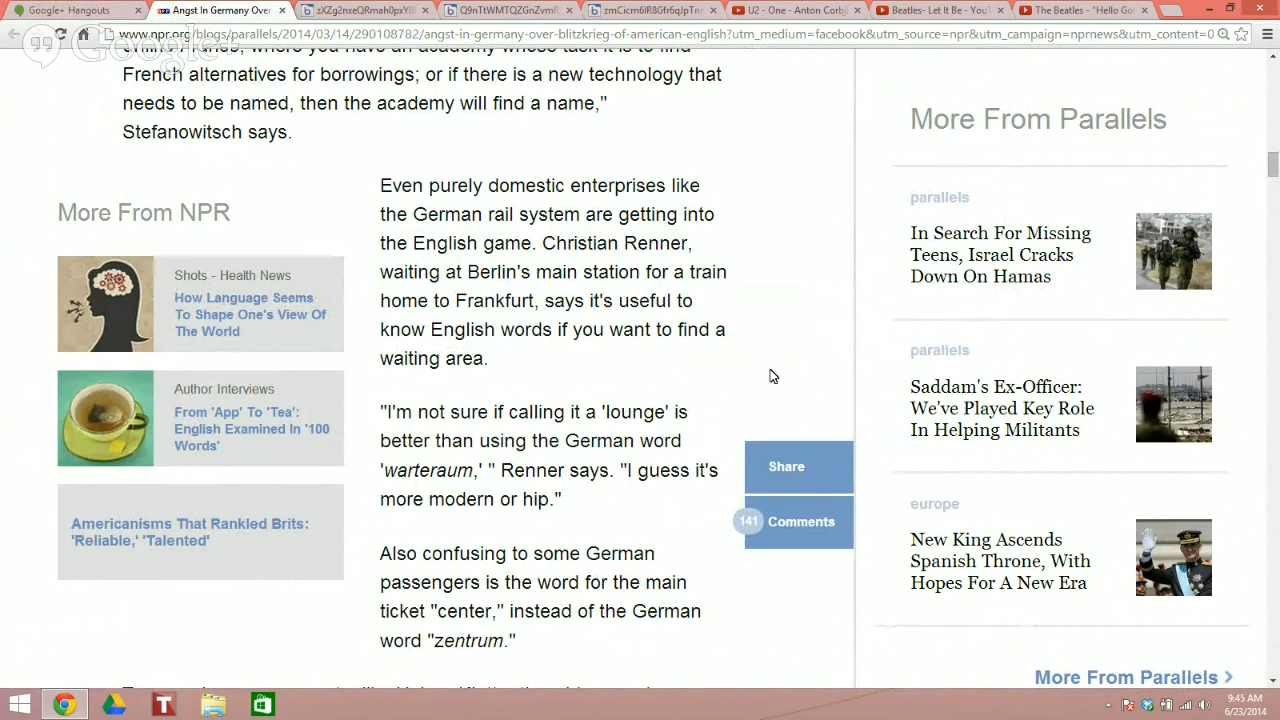 Google+ Hangouts
Angst In Germany Over
zXZg2nxeQRmah0pxY8l
Q9nTtWMTQZGnZvmR
zmCicm6lR8Gfr6qJpTnr
U2 - One - Anton Corbij
Beatles- Let It Be - You
The Beatles - "Hello Go
www.npr.org/blogs/parallels/2014/03/14/290108782/angst-in-germany-over-blitzkrieg-of-american-english?utm_medium=facebook&utm_source=npr&utm_campaign=nprnews&utm_content=0
Google+
French alternatives for borrowings; or if there is a new technology that
needs to be named, then the academy will find a name,"
Stefanowitsch says.
More From NPR
Shots - Health News
How Language Seems
To Shape One's View Of
The World
Author Interviews
From 'App' To 'Tea':
English Examined In '100
Words'
Americanisms That Rankled Brits:
'Reliable,' 'Talented'
Even purely domestic enterprises like
the German rail system are getting into
the English game. Christian Renner,
waiting at Berlin's main station for a train
home to Frankfurt, says it's useful to
know English words if you want to find a
waiting area.
"I'm not sure if calling it a 'lounge' is
better than using the German word
'warteraum,' " Renner says. "I guess it's
more modern or hip."
Also confusing to some German
passengers is the word for the main
ticket "center," instead of the German
word "zentrum."
Share
141 Comments
More From Parallels
parallels
In Search For Missing
Teens, Israel Cracks
Down On Hamas
parallels
Saddam's Ex-Officer:
We've Played Key Role
In Helping Militants
europe
New King Ascends
Spanish Throne, With
Hopes For A New Era
More From Parallels >
9:45 AM
6/23/2014